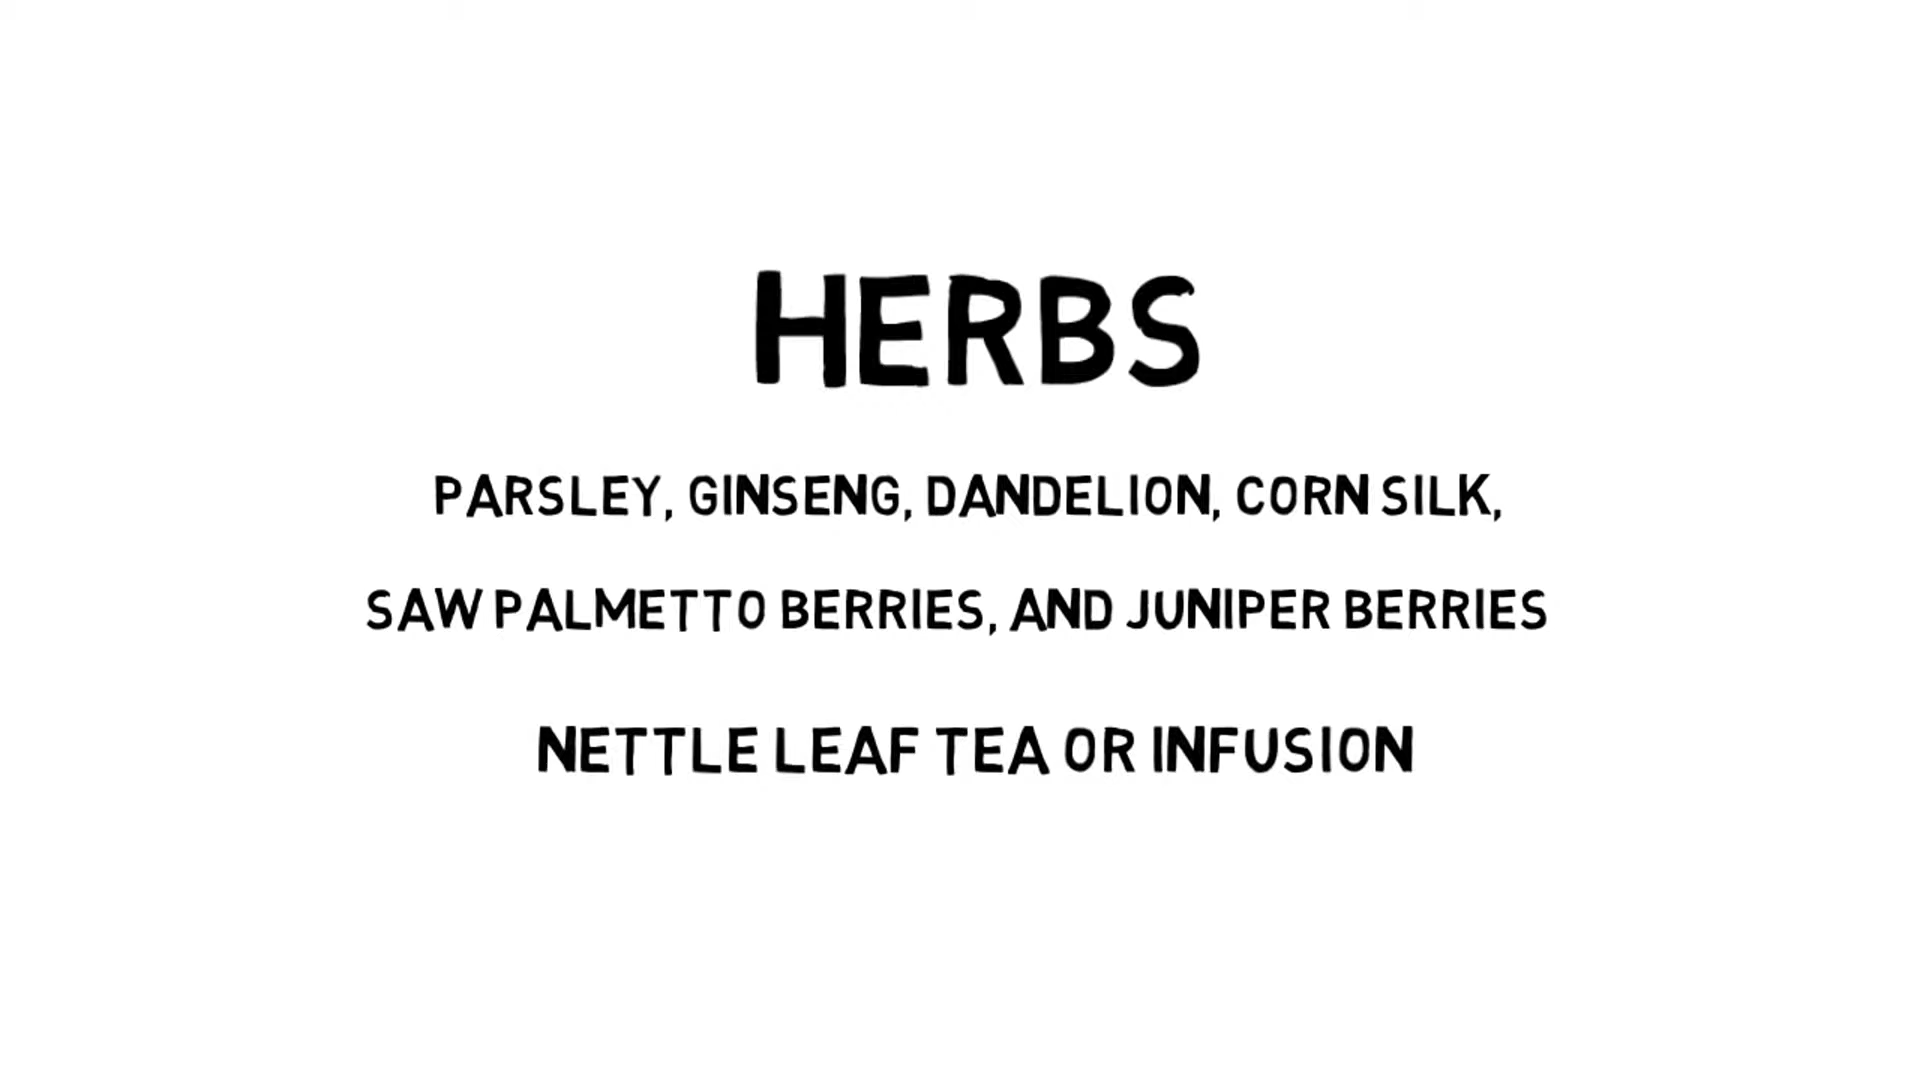 HERBS
PARSLEY, GINSENG, DANDELION, CORN SILK,
SAW PALMETTO BERRIES, AND JUNIPER BERRIES
NETTLE LEAF TEA OR INFUSION